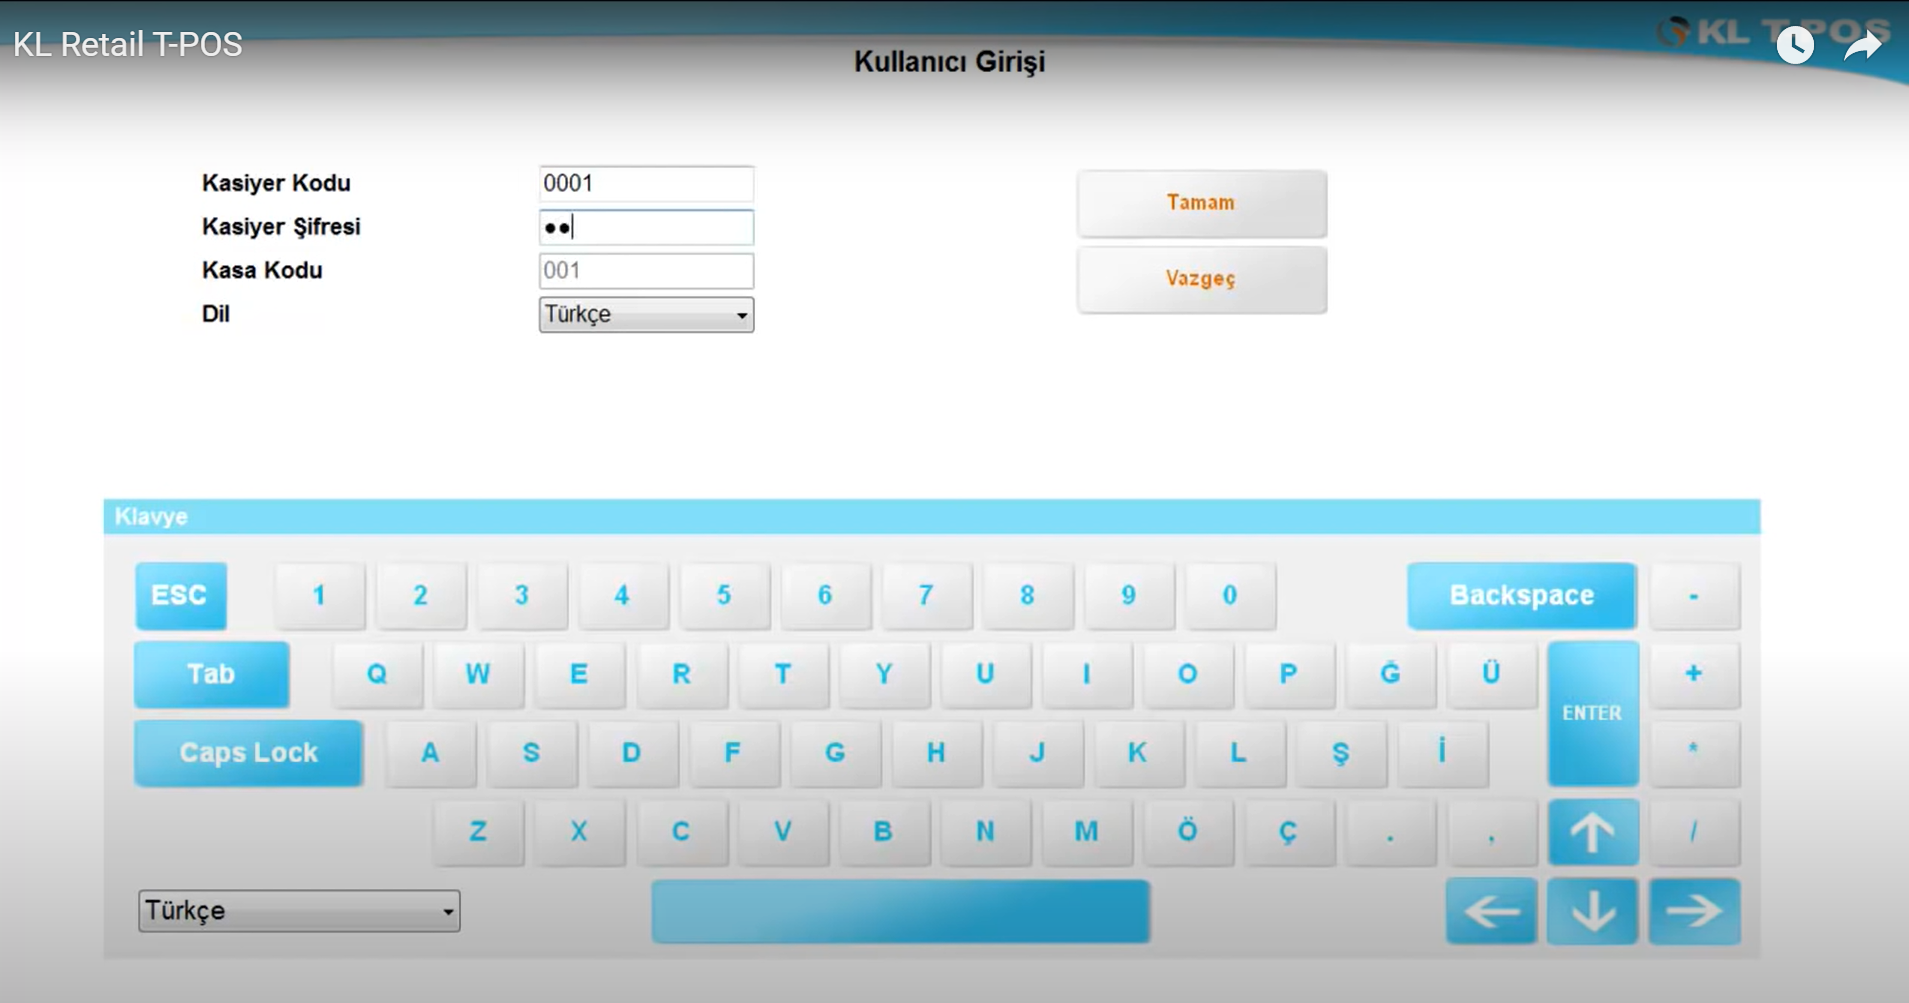 KL Retail T-POS
KL T-POS
Kullanıcı Girişi
Kasiyer Kodu
0001
Tamam
Kasiyer Şifresi
Kasa Kodu
001
Vazgeç
Dil
Türkçe
Klavye
ESC 1 2 3 4 5 6 7 8 9 0 Backspace -
Tab Q W E R T Y U I O P Ğ Ü ENTER +
Caps Lock A S D F G H J K L Ş İ *
Z X C V B N M Ö Ç . , /
Türkçe